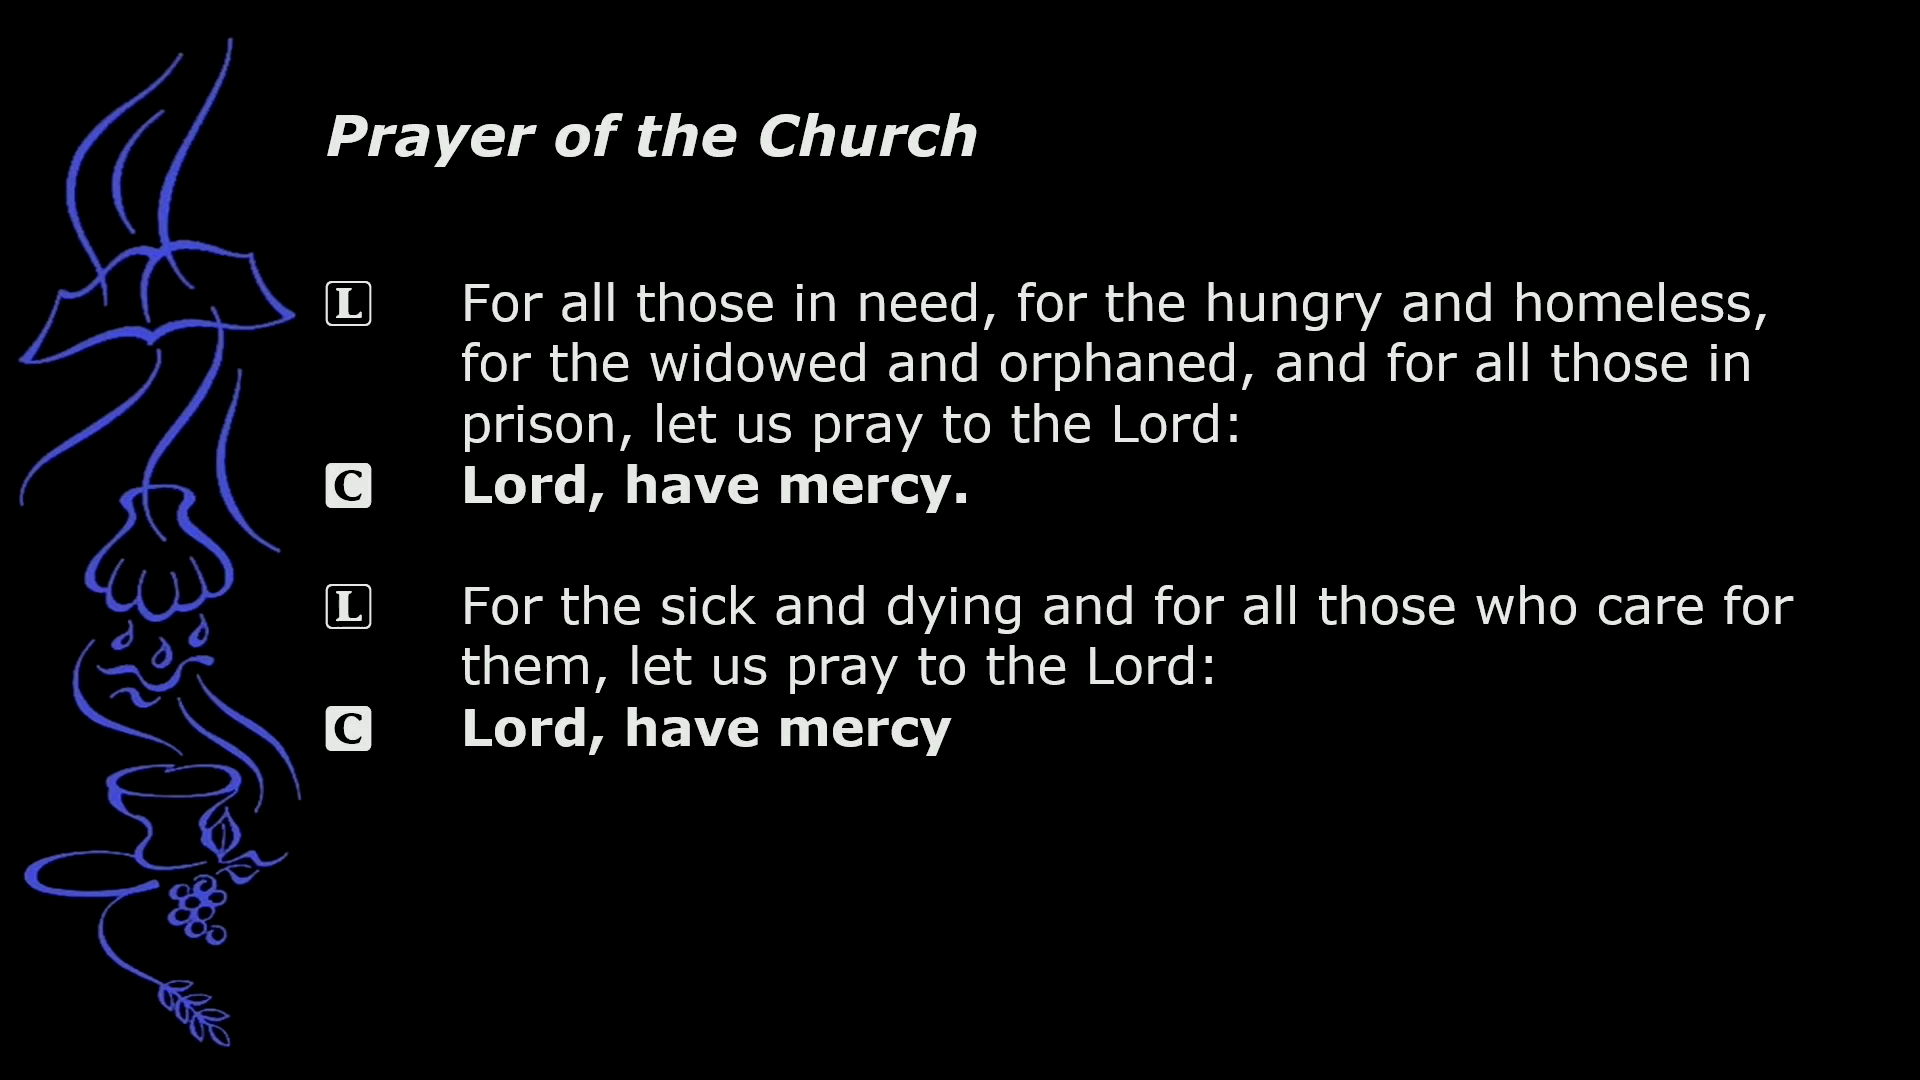 Prayer of the Church
L For all those in need, for the hungry and homeless,
for the widowed and orphaned, and for all those in
prison, let us pray to the Lord:
C Lord, have mercy.
L For the sick and dying and for all those who care for
them, let us pray to the Lord:
C Lord, have mercy